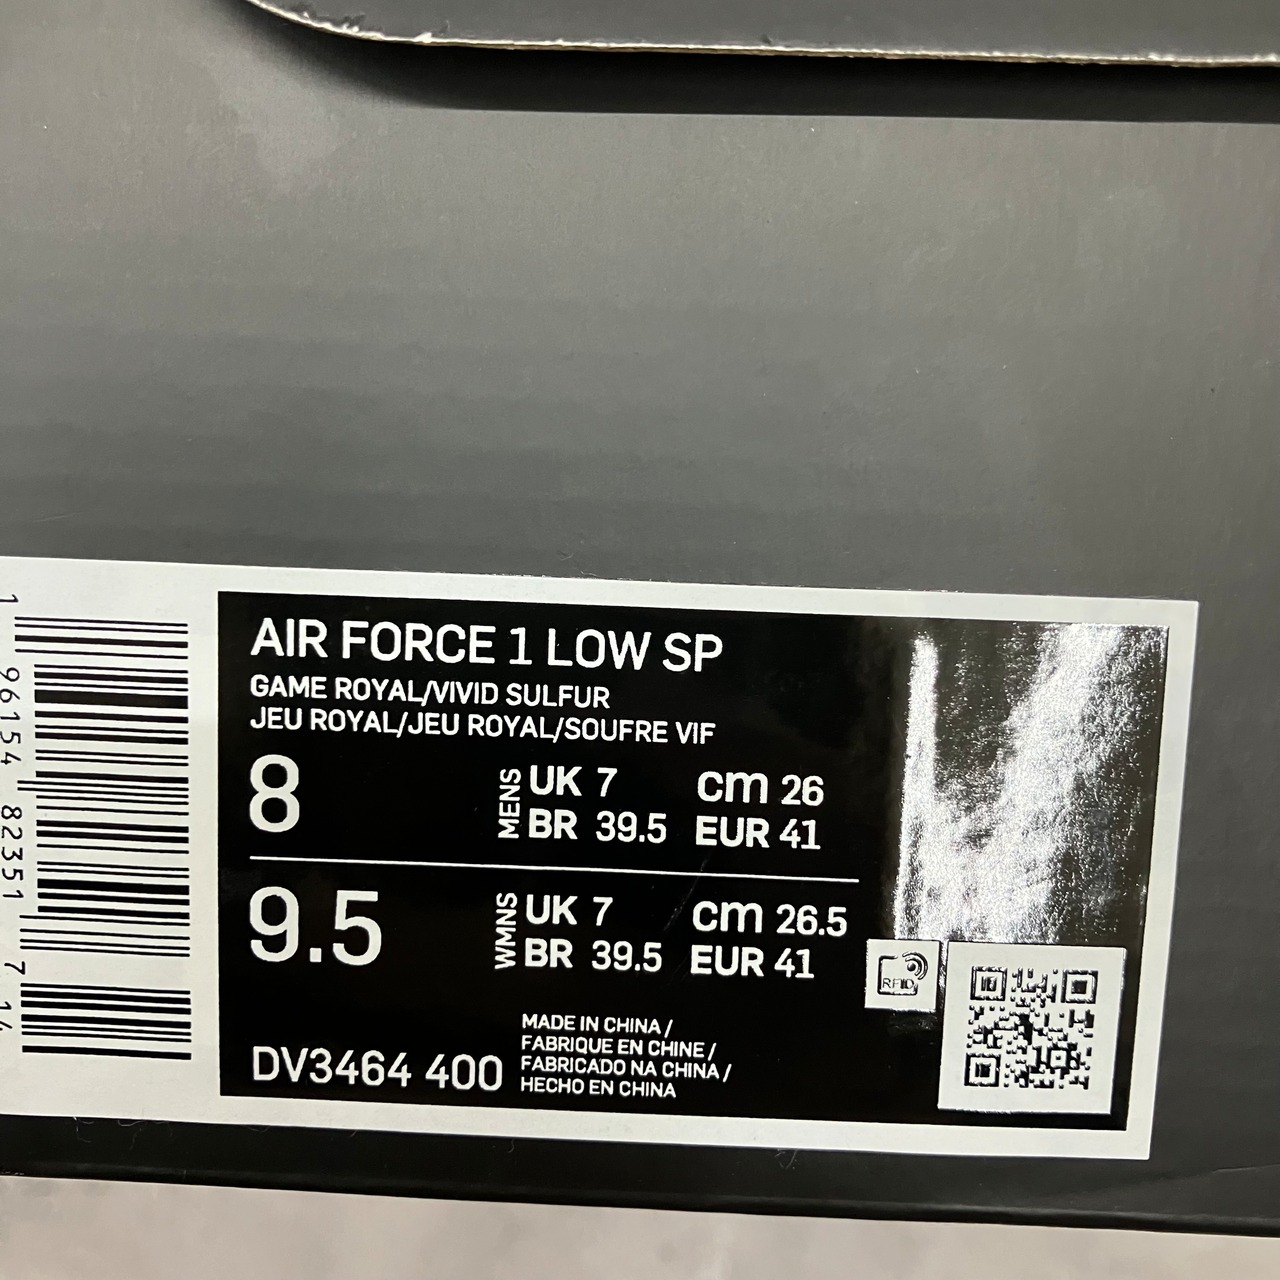 AIR FORCE 1 LOW SP
GAME ROYAL/VIVID SULFUR
JEU ROYAL/JEU ROYAL/SOUFRE VIF
8
MENS
UK 7 cm 26
BR 39.5 EUR 41
9.5
WMNS
UK 7 cm 26.5
BR 39.5 EUR 41
DV3464 400
MADE IN CHINA /
FABRIQUE EN CHINE /
FABRICADO NA CHINA /
HECHO EN CHINA
RFID
1 96154 82351 7 14